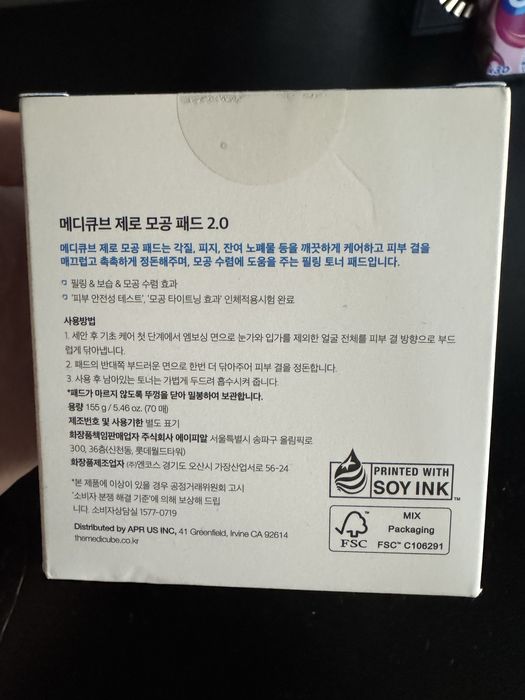 medicube
메디큐브 제로 모공 패드 2.0
메디큐브 제로 모공 패드는 각질, 피지, 잔여 노폐물 등을 깨끗하게 케어하고 피부 결을
매끄럽고 촉촉하게 정돈해주며, 모공 수렴에 도움을 주는 필링 토너 패드입니다.
필링 & 보습 & 모공 수렴 효과
'피부 안전성 테스트', '모공 타이트닝 효과' 인체적용시험 완료
사용방법
1. 세안 후 기초 케어 첫 단계에서 엠보싱 면으로 눈가와 입가를 제외한 얼굴 전체를 피부 결 방향으로 부드
럽게 닦아냅니다.
2. 패드의 반대쪽 부드러운 면으로 한번 더 닦아주어 피부 결을 정돈합니다.
3. 사용 후 남아있는 토너는 가볍게 두드려 흡수시켜 줍니다.
*패드가 마르지 않도록 뚜껑을 닫아 밀봉하여 보관합니다.
용량 155 g / 5.46 oz. (70 매)
제조번호 및 사용기한 별도 표기
화장품책임판매업자 주식회사 에이피알 서울특별시 송파구 올림픽로
300, 36층(신천동, 롯데월드타워)
화장품제조업자 (주)엔코스 경기도 오산시 가장산업서로 56-24
*본 제품에 이상이 있을 경우 공정거래위원회 고시
'소비자 분쟁 해결 기준'에 의해 보상해 드립
니다. 소비자상담실 1577-0719
Distributed by APR US INC, 41 Greenfield, Irvine CA 92614
themedicube.co.kr
PRINTED WITH
SOY INK™
FSC™
MIX
Packaging
FSC™ C106291